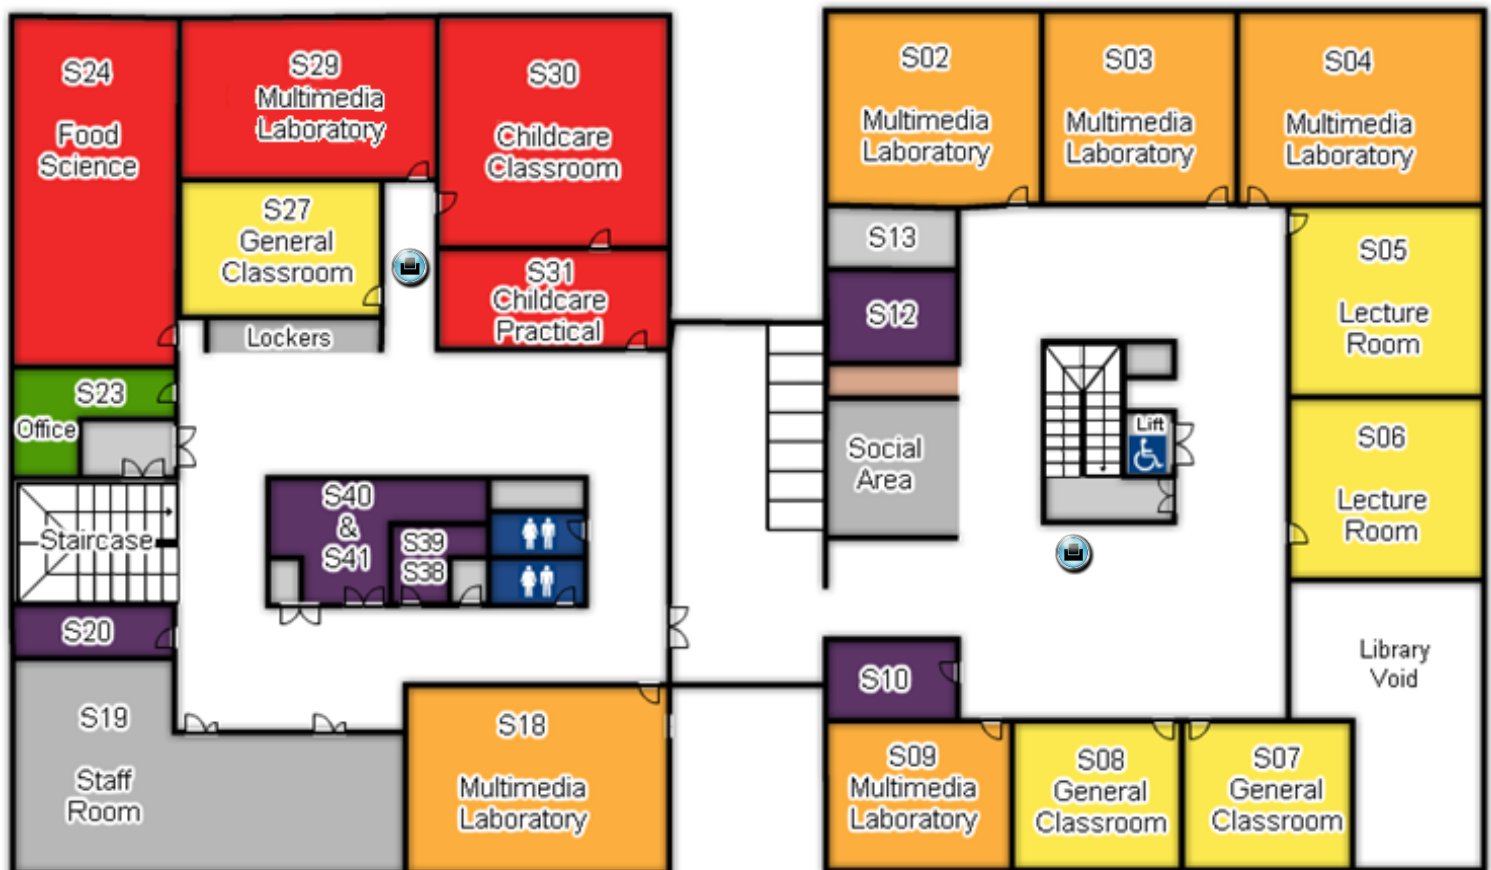 S24
Food
Science
S29
Multimedia
Laboratory
S30
Childcare
Classroom
S27
General
Classroom
S31
Childcare
Practical
Lockers
S23
Office
Staircase
S40
&
S41
S39
S38
S20
S19
Staff
Room
S18
Multimedia
Laboratory
S02
Multimedia
Laboratory
S03
Multimedia
Laboratory
S04
Multimedia
Laboratory
S13
S12
Social
Area
Lift
S05
Lecture
Room
S06
Lecture
Room
Library
Void
S10
S09
Multimedia
Laboratory
S08
General
Classroom
S07
General
Classroom